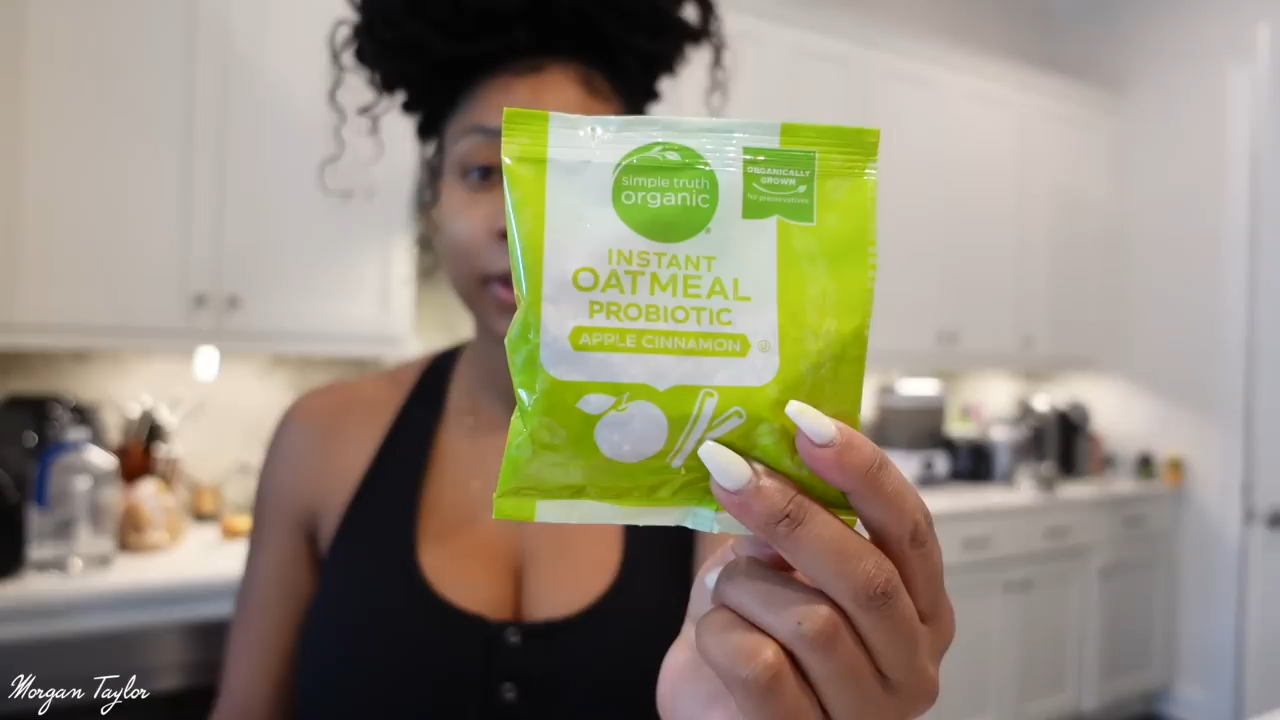 simple truth
organic
ORGANICALLY
GROWN
No preservatives
INSTANT
OATMEAL
PROBIOTIC
APPLE CINNAMON
Morgan Taylor